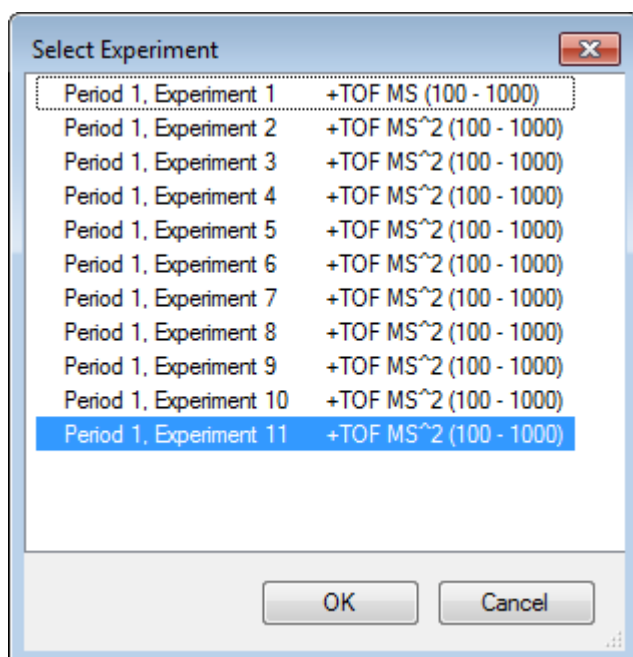 Select Experiment
Period 1, Experiment 1 +TOF MS (100 - 1000)
Period 1, Experiment 2 +TOF MS^2 (100 - 1000)
Period 1, Experiment 3 +TOF MS^2 (100 - 1000)
Period 1, Experiment 4 +TOF MS^2 (100 - 1000)
Period 1, Experiment 5 +TOF MS^2 (100 - 1000)
Period 1, Experiment 6 +TOF MS^2 (100 - 1000)
Period 1, Experiment 7 +TOF MS^2 (100 - 1000)
Period 1, Experiment 8 +TOF MS^2 (100 - 1000)
Period 1, Experiment 9 +TOF MS^2 (100 - 1000)
Period 1, Experiment 10 +TOF MS^2 (100 - 1000)
Period 1, Experiment 11 +TOF MS^2 (100 - 1000)
OK Cancel